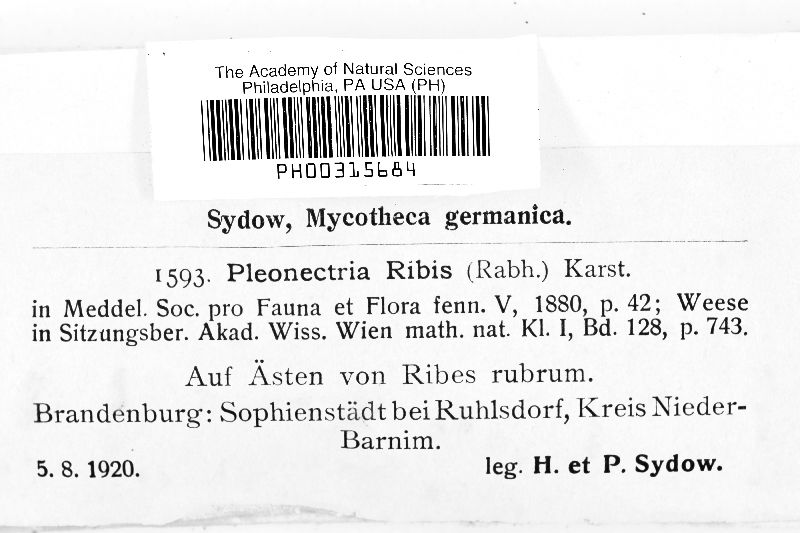 The Academy of Natural Sciences
Philadelphia, PA USA (PH)
PH00315684
Sydow, Mycotheca germanica.
1593. Pleonectria Ribis (Rabh.) Karst.
in Meddel. Soc. pro Fauna et Flora fenn. V, 1880, p. 42; Weese
in Sitzungsber. Akad. Wiss. Wien math. nat. Kl. I, Bd. 128, p. 743.
Auf Ästen von Ribes rubrum.
Brandenburg: Sophienstädt bei Ruhlsdorf, Kreis Nieder-
Barnim.
5. 8. 1920. leg. H. et P. Sydow.